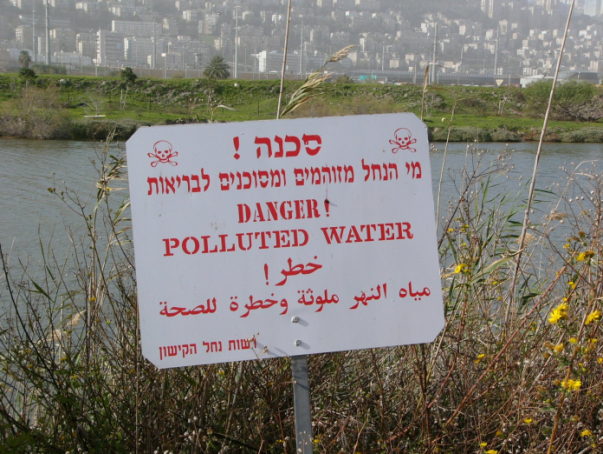 סכנה !
מי הנחל מזוהמים ומסוכנים לבריאות
DANGER!
POLLUTED WATER
خطر!
مياه النهر ملوثة وخطرة للصحة
רשות נחל הקישון